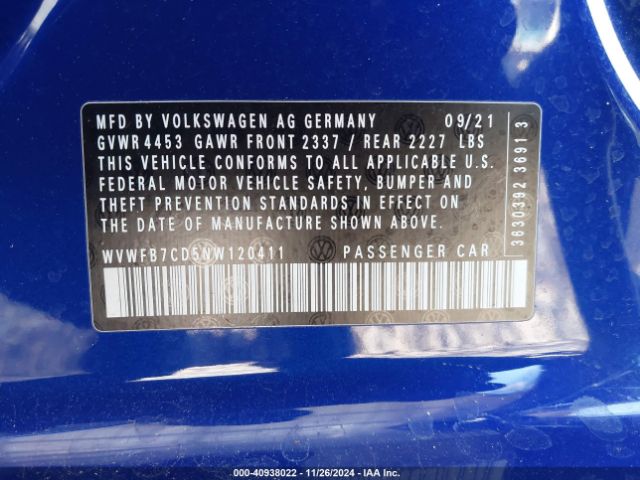 MFD BY VOLKSWAGEN AG GERMANY 09/21
GVWR 4453 GAWR FRONT 2337 / REAR 2227 LBS
THIS VEHICLE CONFORMS TO ALL APPLICABLE U.S.
FEDERAL MOTOR VEHICLE SAFETY, BUMPER AND
THEFT PREVENTION STANDARDS IN EFFECT ON
THE DATE OF MANUFACTURE SHOWN ABOVE.
WVWFB7CD5NW120411 PASSENGER CAR
3630392 3691 3
000-40938022 | 11/26/2024 | IAA Inc.